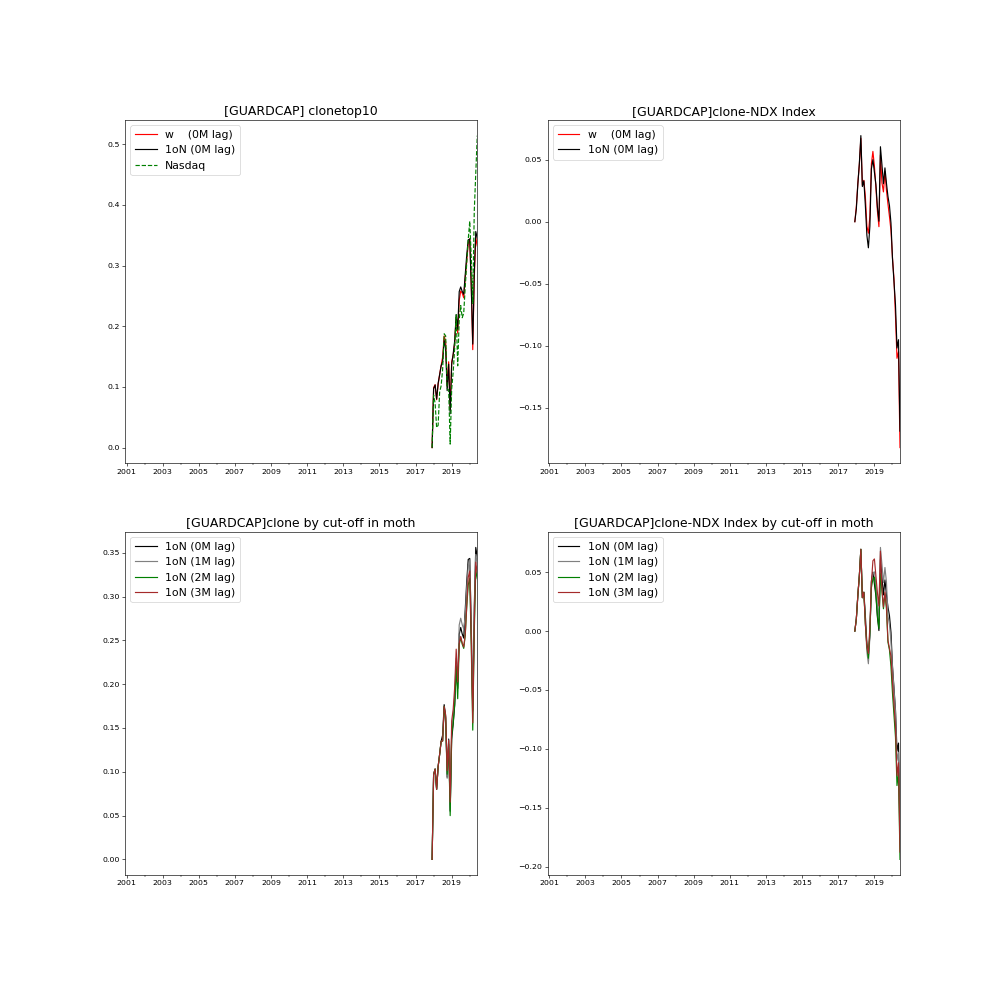 [GUARDCAP] clonetop10
w (0M lag)
1oN (0M lag)
Nasdaq
0.5
0.4
0.3
0.2
0.1
0.0
2001 2003 2005 2007 2009 2011 2013 2015 2017 2019
[GUARDCAP]clone-NDX Index
w (0M lag)
1oN (0M lag)
0.05
0.00
−0.05
−0.10
−0.15
2001 2003 2005 2007 2009 2011 2013 2015 2017 2019
[GUARDCAP]clone by cut-off in moth
1oN (0M lag)
1oN (1M lag)
1oN (2M lag)
1oN (3M lag)
0.35
0.30
0.25
0.20
0.15
0.10
0.05
0.00
2001 2003 2005 2007 2009 2011 2013 2015 2017 2019
[GUARDCAP]clone-NDX Index by cut-off in moth
1oN (0M lag)
1oN (1M lag)
1oN (2M lag)
1oN (3M lag)
0.05
0.00
−0.05
−0.10
−0.15
−0.20
2001 2003 2005 2007 2009 2011 2013 2015 2017 2019